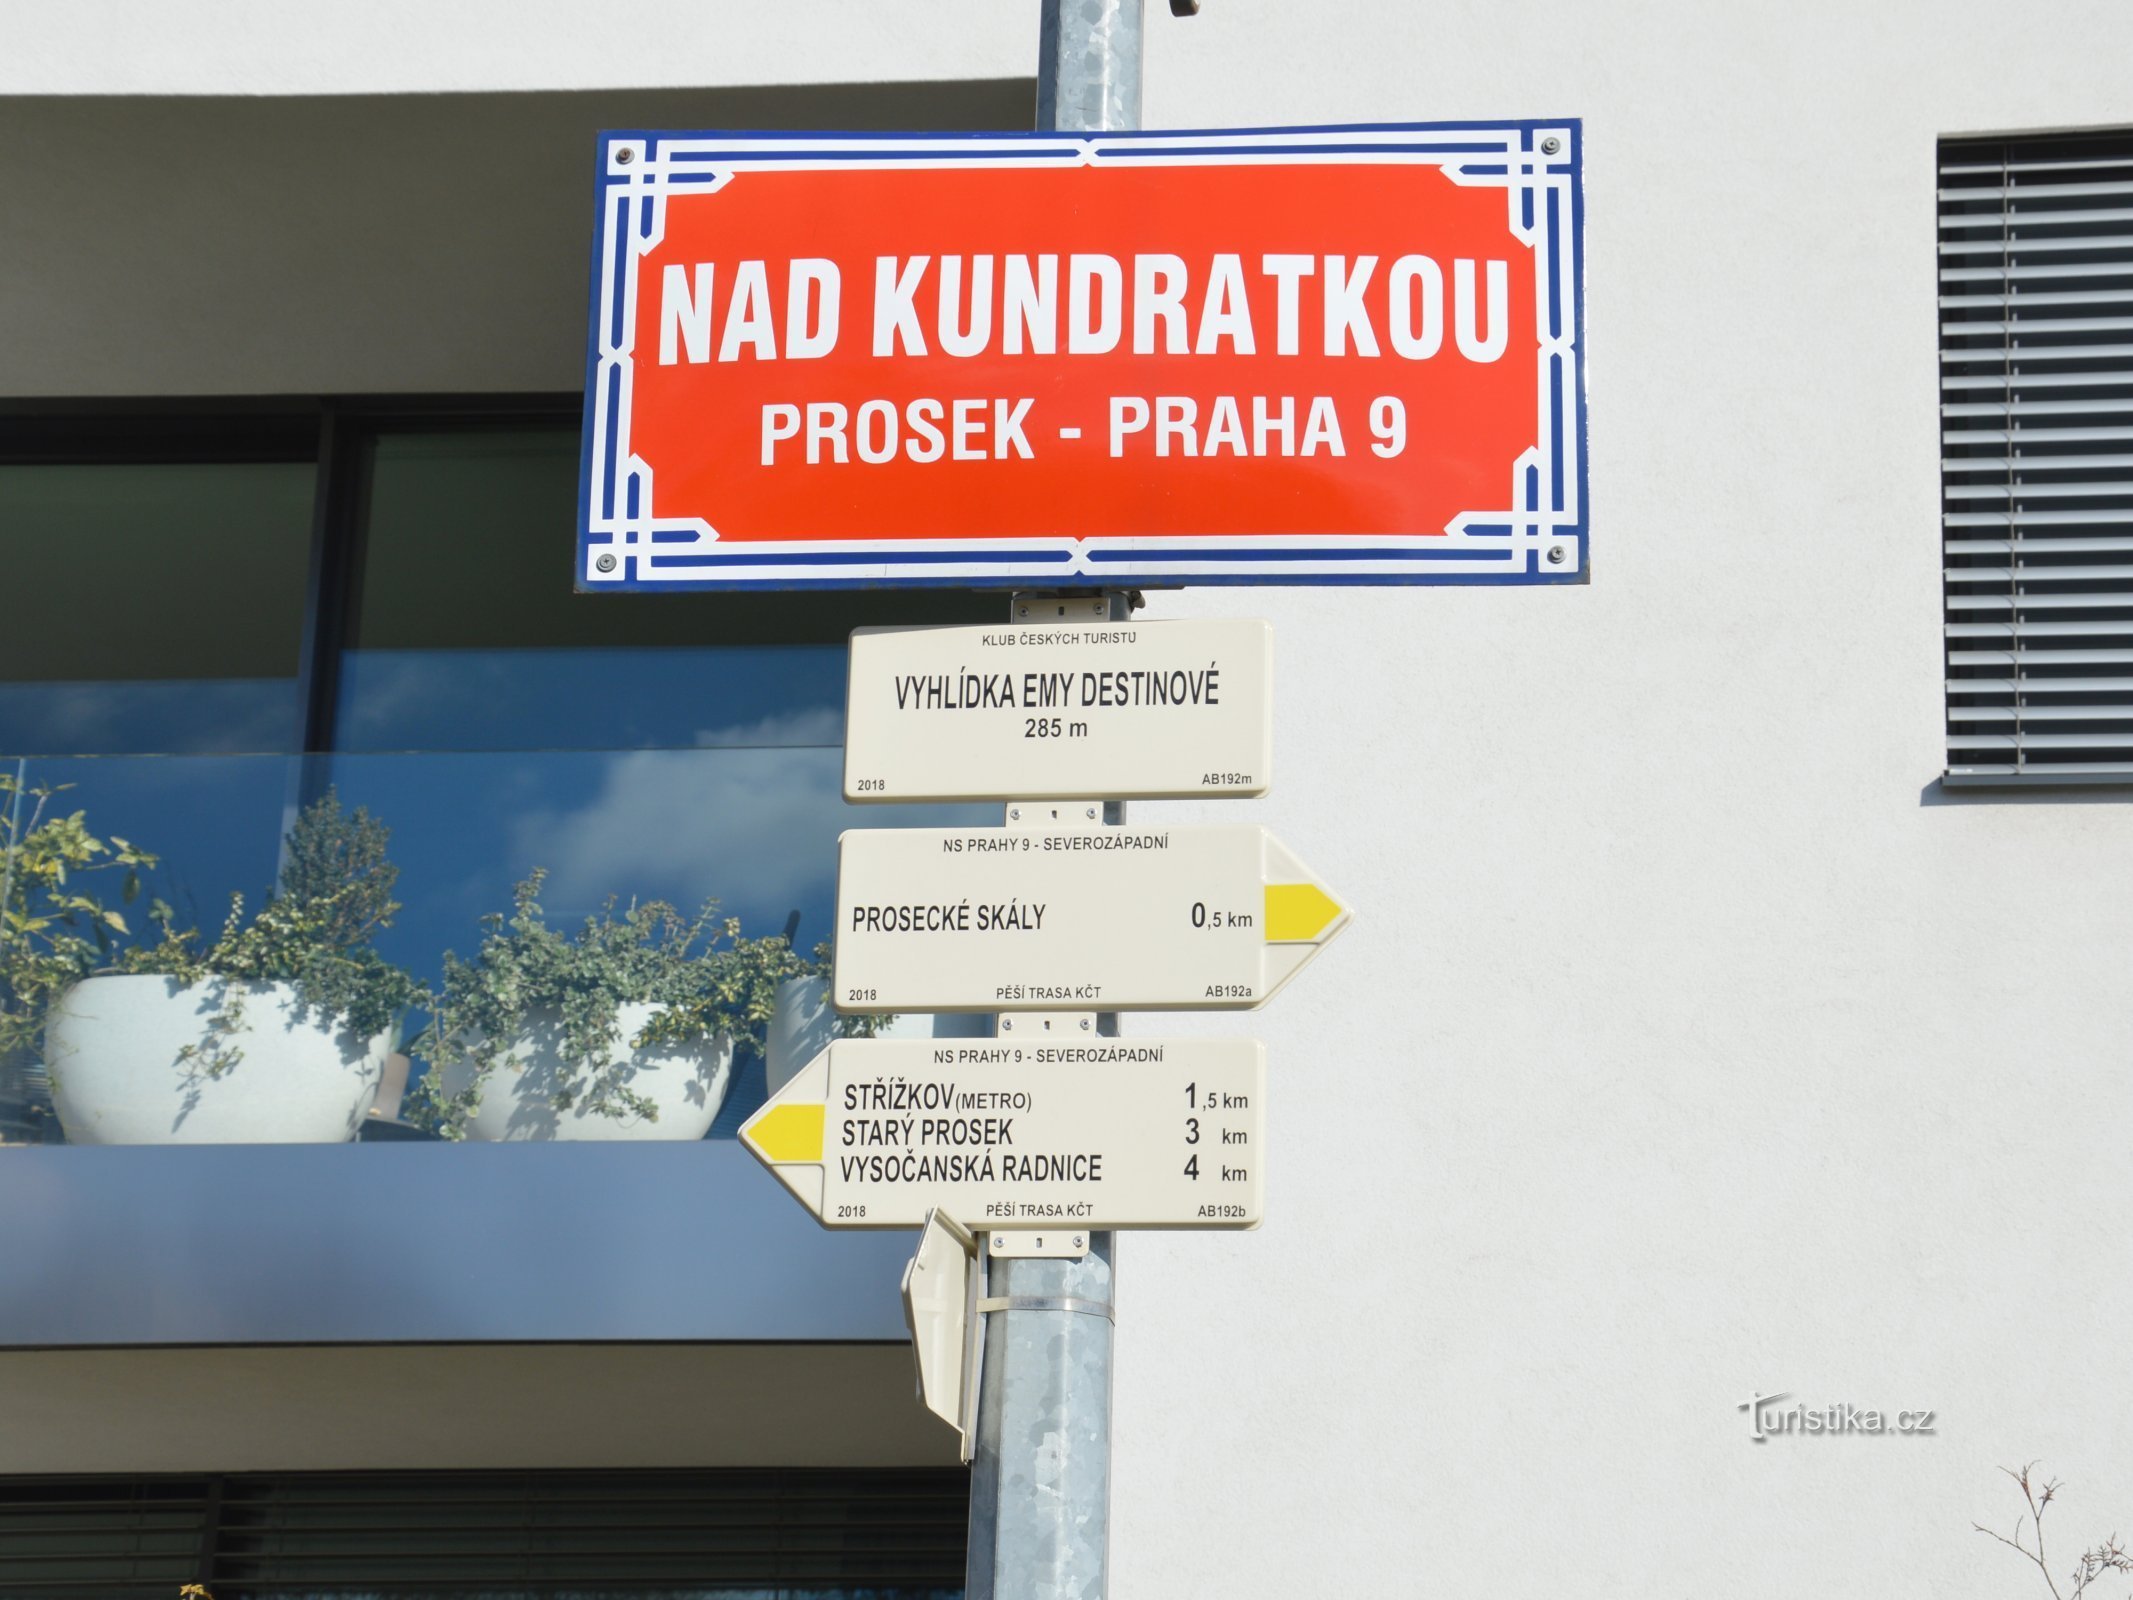 NAD KUNDRATKOU
PROSEK - PRAHA 9
KLUB ČESKÝCH TURISTŮ
VYHLÍDKA EMY DESTINOVÉ
285 m
2018 AB192m
NS PRAHY 9 - SEVEROZÁPADNÍ
PROSECKÉ SKÁLY 0,5 km
2018 PĚŠÍ TRASA KČT AB192a
NS PRAHY 9 - SEVEROZÁPADNÍ
STŘÍŽKOV (METRO) 1,5 km
STARÝ PROSEK 3 km
VYSOČANSKÁ RADNICE 4 km
2018 PĚŠÍ TRASA KČT AB192b
Turistika.cz